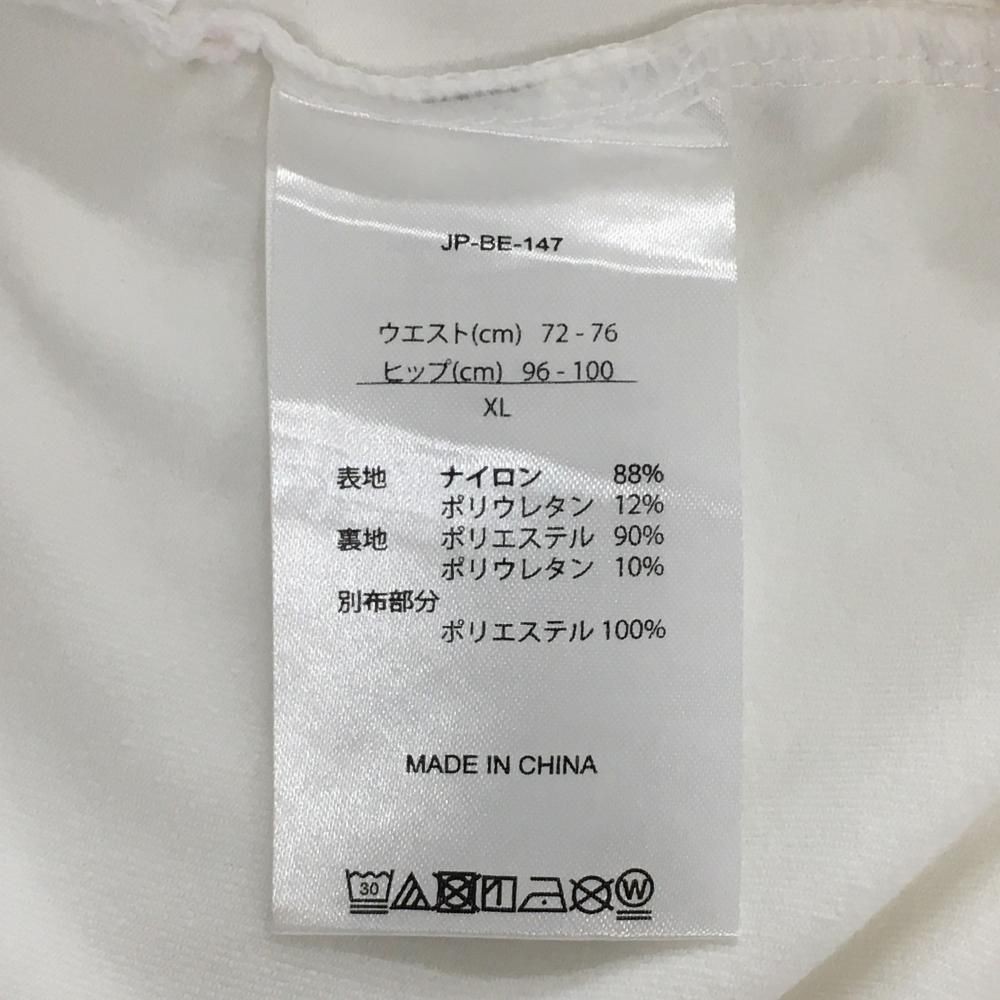 JP-BE-147
ウエスト(cm) 72 - 76
ヒップ(cm) 96 - 100
XL
表地 ナイロン 88%
ポリウレタン 12%
裏地 ポリエステル 90%
ポリウレタン 10%
別布部分
ポリエステル 100%
MADE IN CHINA
30 W